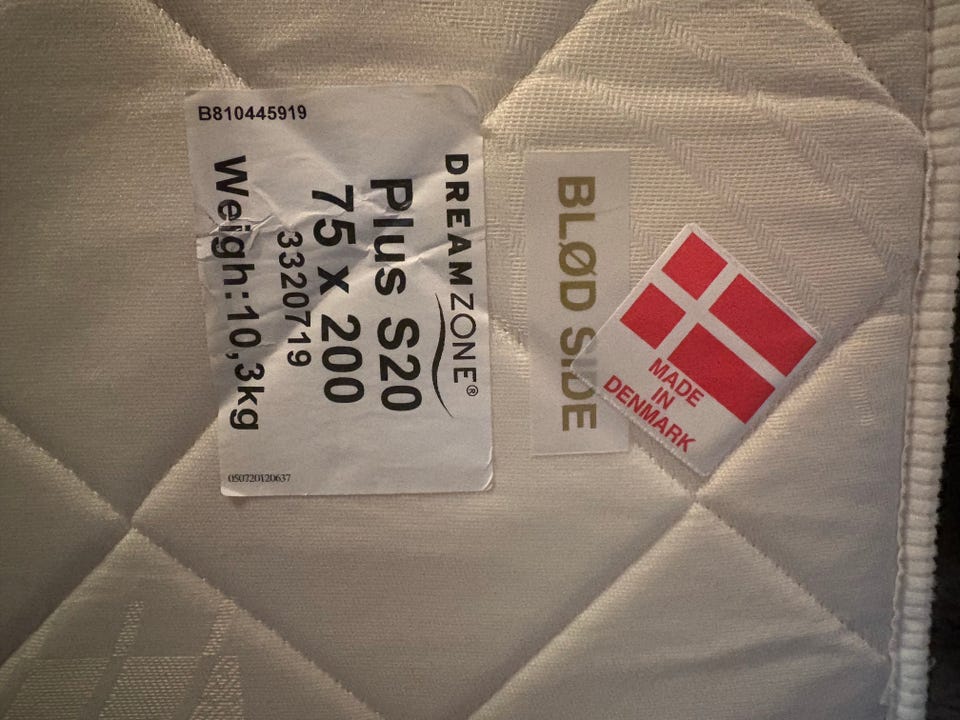 B810445919
DREAMZONE®
Plus S20
75 x 200
3320719
Weigh:10,3kg
050720120637
BLØD SIDE
MADE
IN
DENMARK